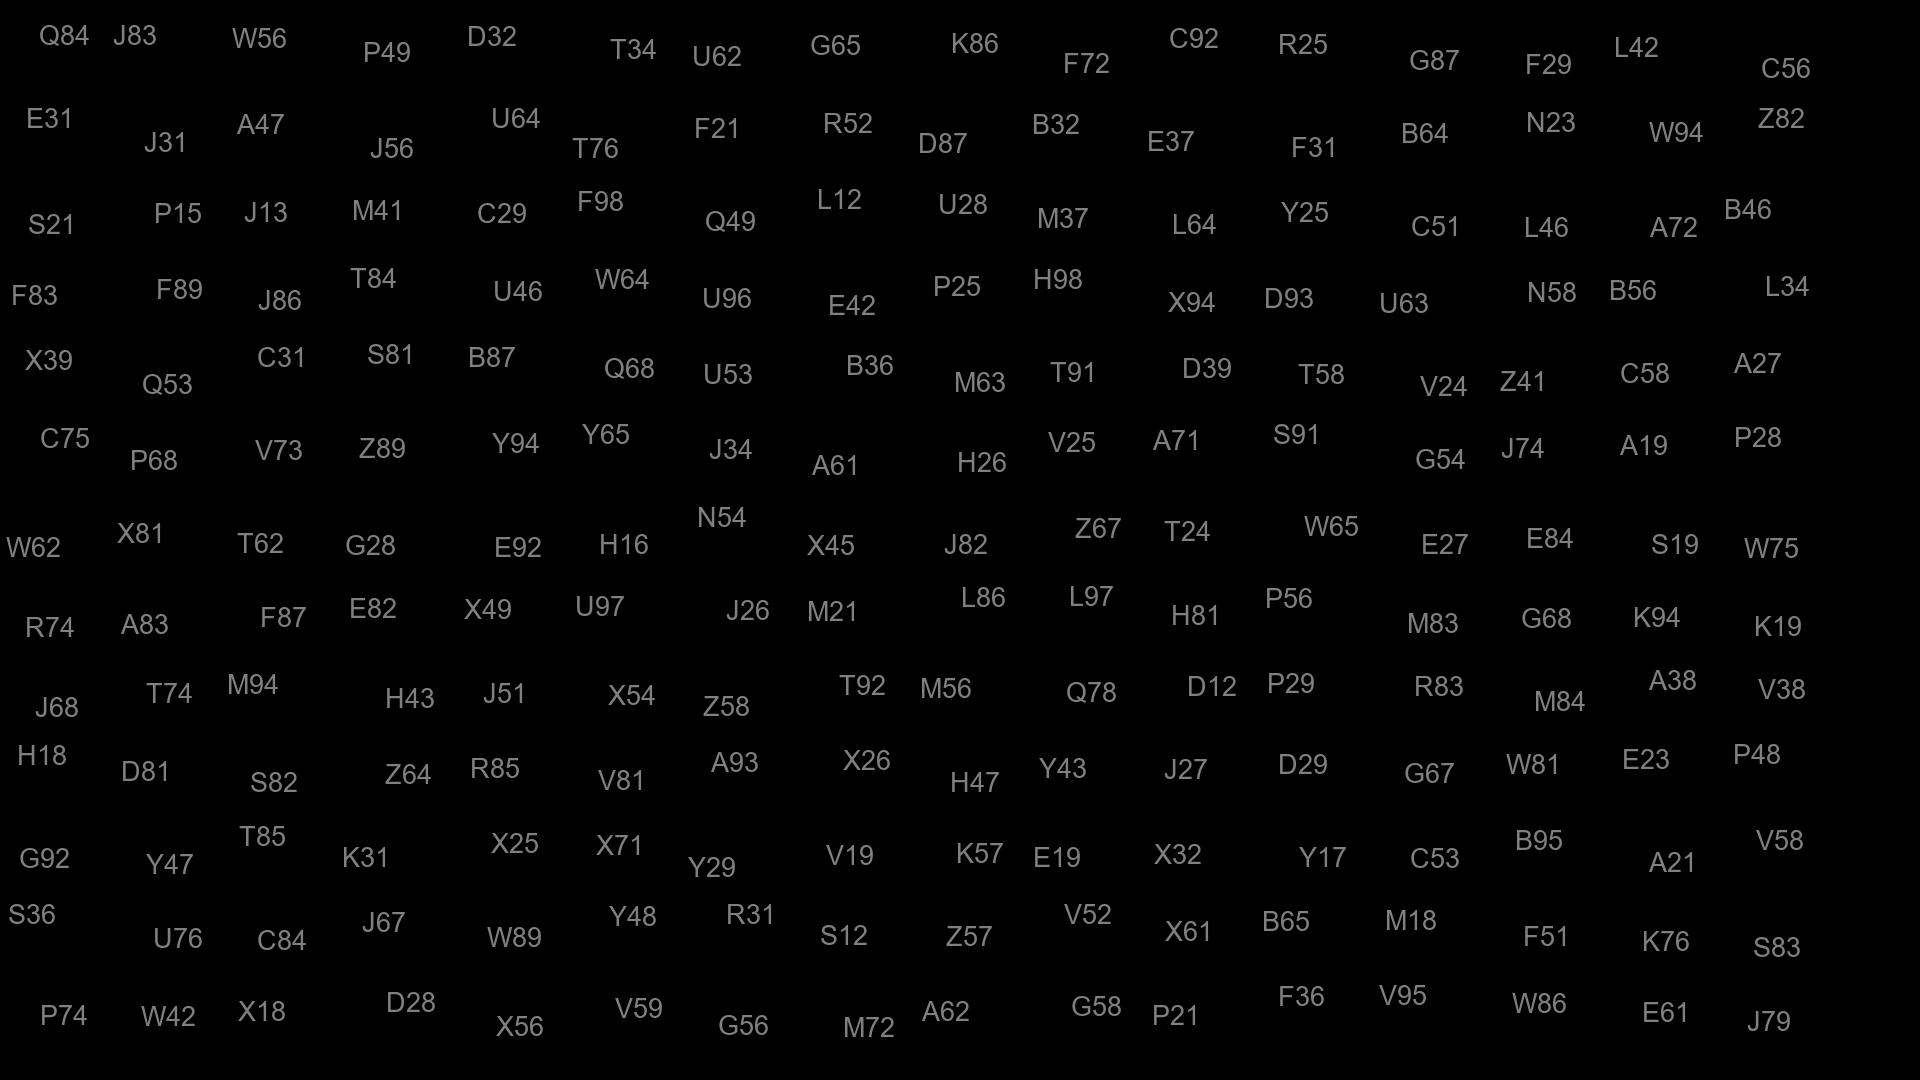 Q84 J83 W56 P49 D32 T34 U62 G65 K86 F72 C92 R25 G87 F29 L42 C56
E31 J31 A47 J56 U64 T76 F21 R52 D87 B32 E37 F31 B64 N23 W94 Z82
S21 P15 J13 M41 C29 F98 Q49 L12 U28 M37 L64 Y25 C51 L46 A72 B46
F83 F89 J86 T84 U46 W64 U96 E42 P25 H98 X94 D93 U63 N58 B56 L34
X39 Q53 C31 S81 B87 Q68 U53 B36 M63 T91 D39 T58 V24 Z41 C58 A27
C75 P68 V73 Z89 Y94 Y65 J34 A61 H26 V25 A71 S91 G54 J74 A19 P28
W62 X81 T62 G28 E92 H16 N54 X45 J82 Z67 T24 W65 E27 E84 S19 W75
R74 A83 F87 E82 X49 U97 J26 M21 L86 L97 H81 P56 M83 G68 K94 K19
J68 T74 M94 H43 J51 X54 Z58 T92 M56 Q78 D12 P29 R83 M84 A38 V38
H18 D81 S82 Z64 R85 V81 A93 X26 H47 Y43 J27 D29 G67 W81 E23 P48
G92 Y47 T85 K31 X25 X71 Y29 V19 K57 E19 X32 Y17 C53 B95 A21 V58
S36 U76 C84 J67 W89 Y48 R31 S12 Z57 V52 X61 B65 M18 F51 K76 S83
P74 W42 X18 D28 X56 V59 G56 M72 A62 G58 P21 F36 V95 W86 E61 J79